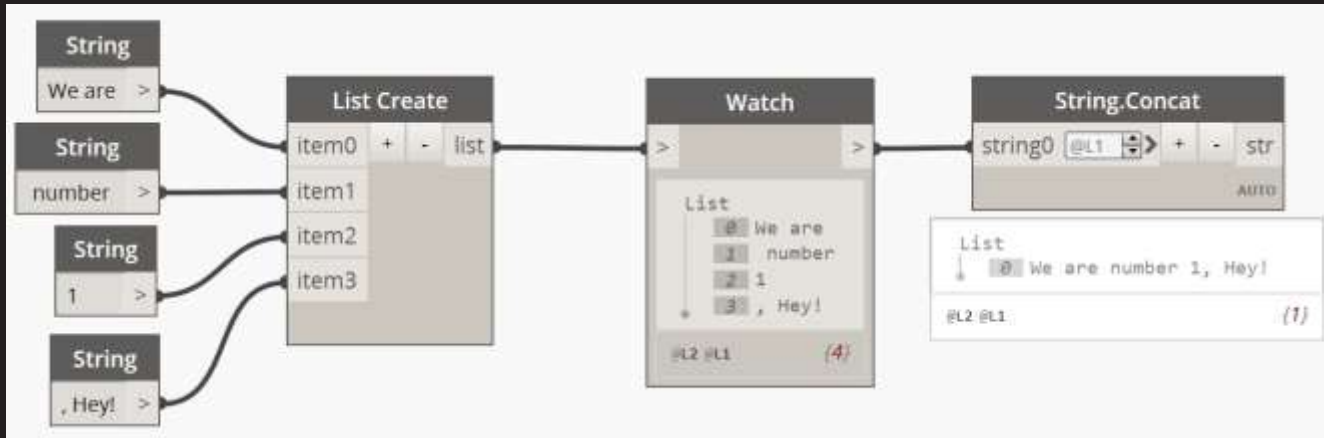 String
We are >
String
number >
String
1 >
String
, Hey! >
List Create
item0 + - list
item1
item2
item3
Watch
> >
List
0 We are
1 number
2 1
3 , Hey!
@L2 @L1 {4}
String.Concat
string0 @L1 > + - str
AUTO
List
0 We are number 1, Hey!
@L2 @L1 {1}